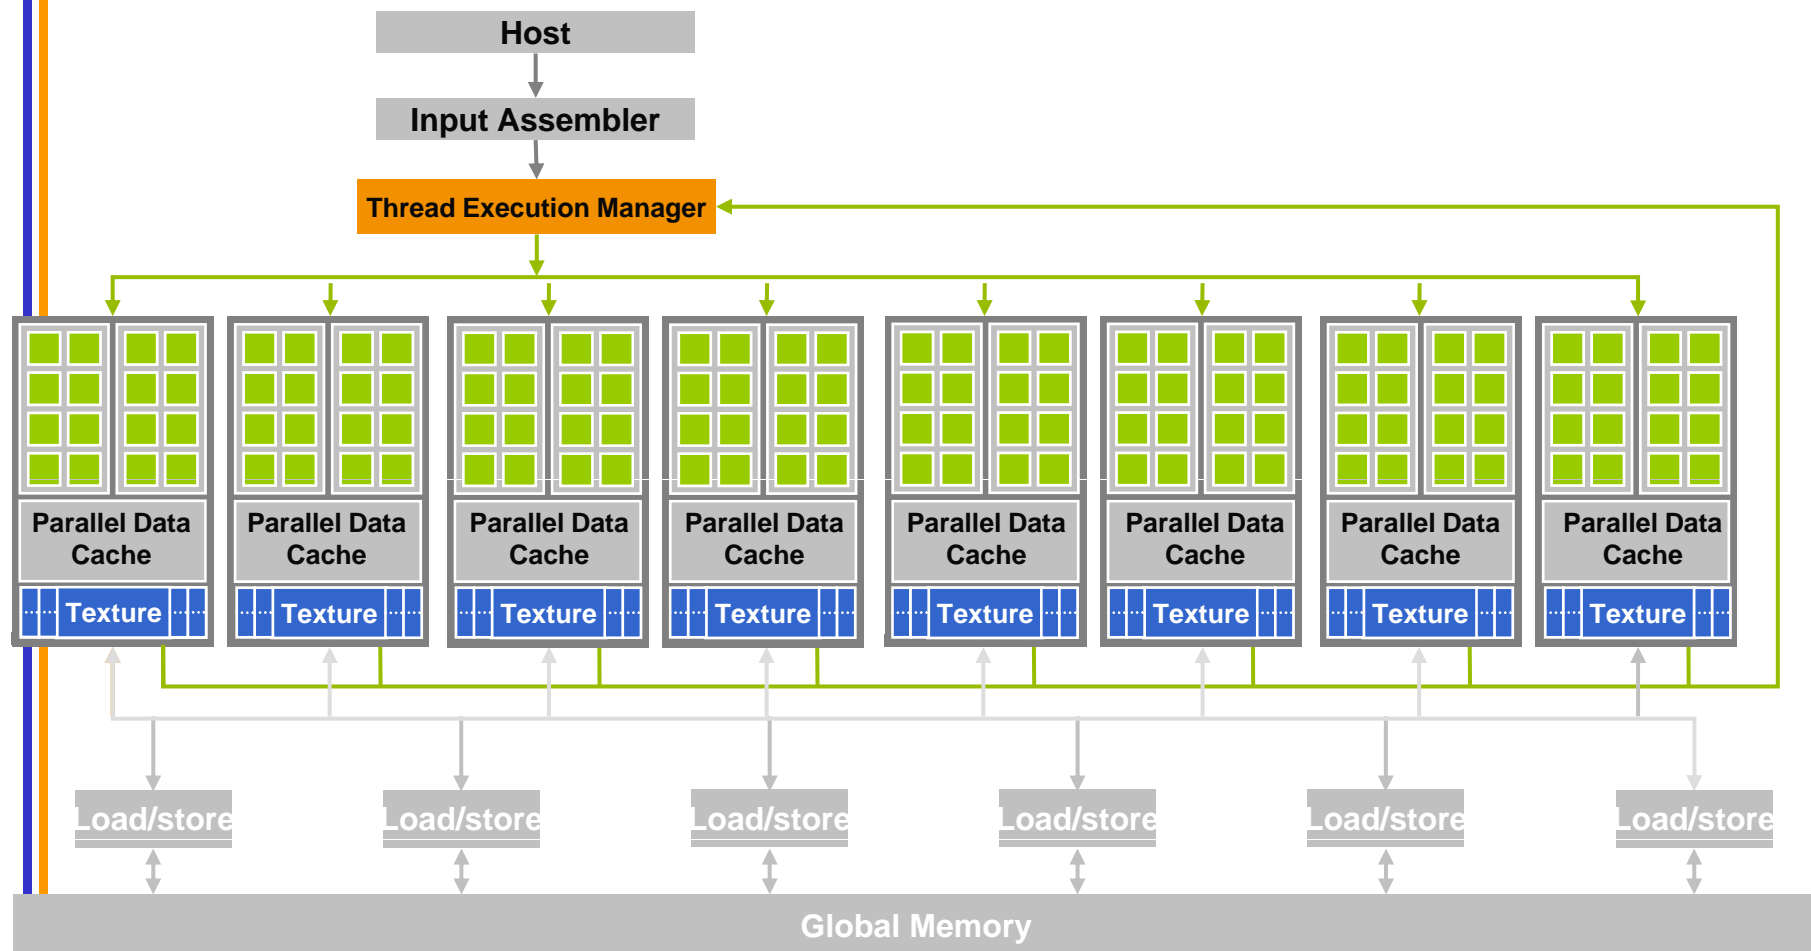 Host
Input Assembler
Thread Execution Manager
Parallel Data Parallel Data Parallel Data Parallel Data Parallel Data Parallel Data Parallel Data Parallel Data
Cache Cache Cache Cache Cache Cache Cache Cache
Texture Texture Texture Texture Texture Texture Texture Texture
Load/store Load/store Load/store Load/store Load/store Load/store
Global Memory